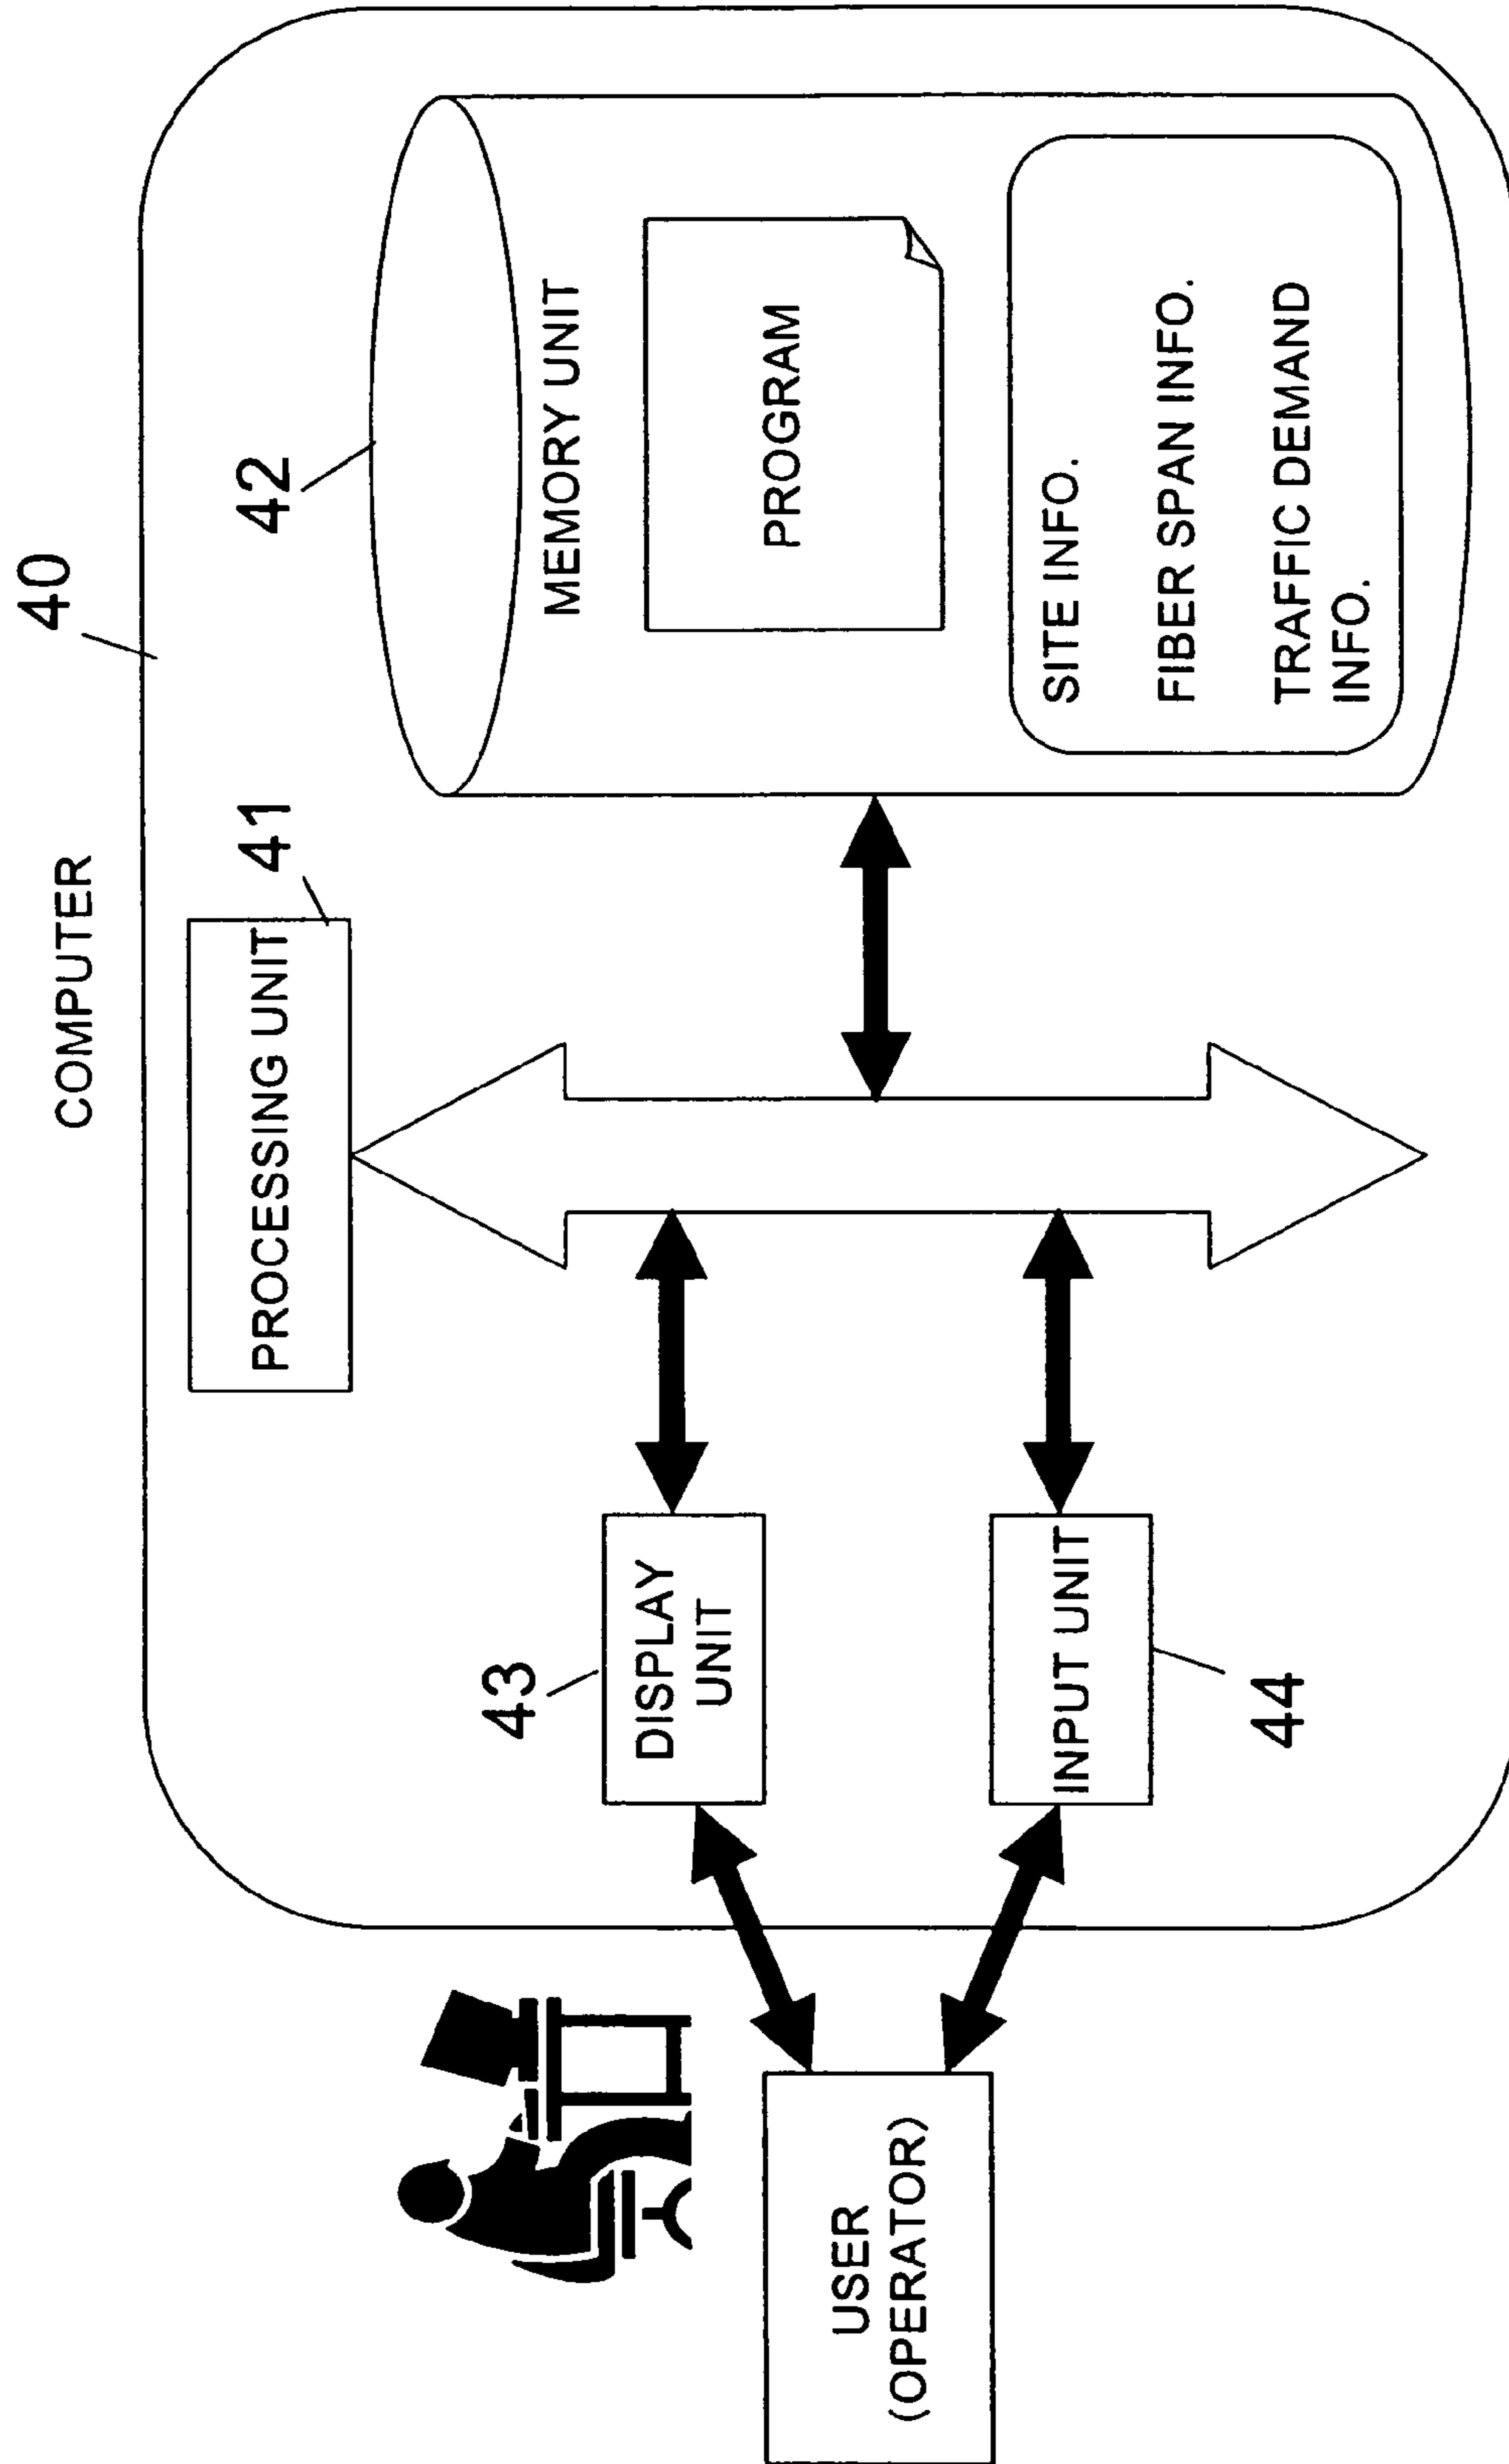 COMPUTER
40
PROCESSING UNIT
41
42
MEMORY UNIT
PROGRAM
SITE INFO.
FIBER SPAN INFO.
TRAFFIC DEMAND
INFO.
43
DISPLAY
UNIT
INPUT UNIT
44
USER
(OPERATOR)